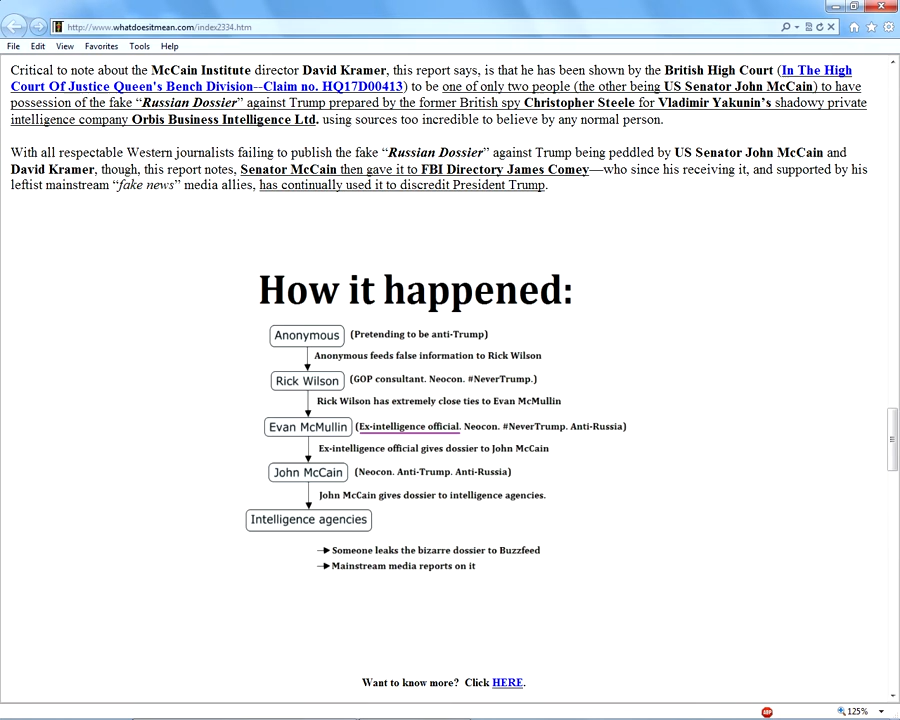 http://www.whatdoesitmean.com/index2334.htm
File Edit View Favorites Tools Help
Critical to note about the McCain Institute director David Kramer, this report says, is that he has been shown by the British High Court (In The High
Court Of Justice Queen's Bench Division--Claim no. HQ17D00413) to be one of only two people (the other being US Senator John McCain) to have
possession of the fake “Russian Dossier” against Trump prepared by the former British spy Christopher Steele for Vladimir Yakunin’s shadowy private
intelligence company Orbis Business Intelligence Ltd. using sources too incredible to believe by any normal person.
With all respectable Western journalists failing to publish the fake “Russian Dossier” against Trump being peddled by US Senator John McCain and
David Kramer, though, this report notes, Senator McCain then gave it to FBI Director James Comey—who since his receiving it, and supported by his
leftist mainstream “fake news” media allies, has continually used it to discredit President Trump.
How it happened:
Anonymous (Pretending to be anti-Trump)
Anonymous feeds false information to Rick Wilson
Rick Wilson (GOP consultant. Neocon. #NeverTrump.)
Rick Wilson has extremely close ties to Evan McMullin
Evan McMullin (Ex-intelligence official. Neocon. #NeverTrump. Anti-Russia)
Ex-intelligence official gives dossier to John McCain
John McCain (Neocon. Anti-Trump. Anti-Russia)
John McCain gives dossier to intelligence agencies.
Intelligence agencies
Someone leaks the bizarre dossier to Buzzfeed
Mainstream media reports on it
Want to know more? Click HERE.
ABP 125%